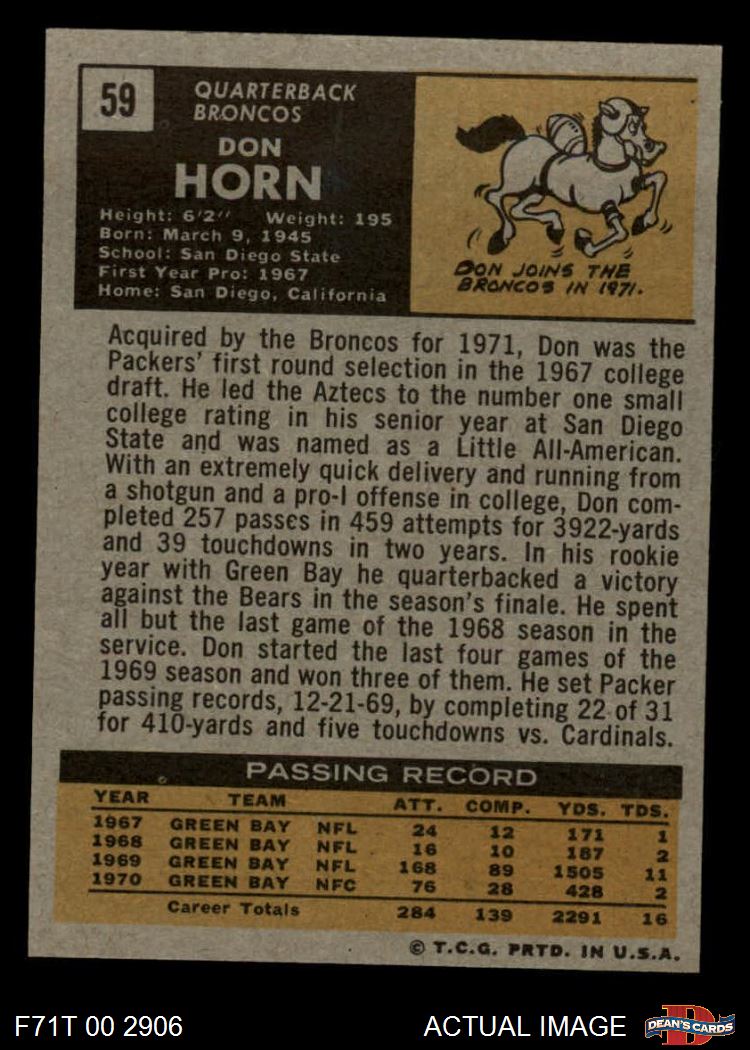 59
QUARTERBACK
BRONCOS
DON
HORN
Height: 6'2" Weight: 195
Born: March 9, 1945
School: San Diego State
First Year Pro: 1967
Home: San Diego, California
DON JOINS THE
BRONCOS IN 1971.
Acquired by the Broncos for 1971, Don was the
Packers' first round selection in the 1967 college
draft. He led the Aztecs to the number one small
college rating in his senior year at San Diego
State and was named as a Little All-American.
With an extremely quick delivery and running from
a shotgun and a pro-I offense in college, Don com-
pleted 257 passes in 459 attempts for 3922-yards
and 39 touchdowns in two years. In his rookie
year with Green Bay he quarterbacked a victory
against the Bears in the season's finale. He spent
all but the last game of the 1968 season in the
service. Don started the last four games of the
1969 season and won three of them. He set Packer
passing records, 12-21-69, by completing 22 of 31
for 410-yards and five touchdowns vs. Cardinals.
PASSING RECORD
YEAR TEAM ATT. COMP. YDS. TDS.
1967 GREEN BAY NFL 24 12 171 1
1968 GREEN BAY NFL 16 10 187 2
1969 GREEN BAY NFL 168 89 1505 11
1970 GREEN BAY NFC 76 28 428 2
Career Totals 284 139 2291 16
© T.C.G. PRTD. IN U.S.A.
F71T 00 2906 ACTUAL IMAGE D DEAN'S CARDS